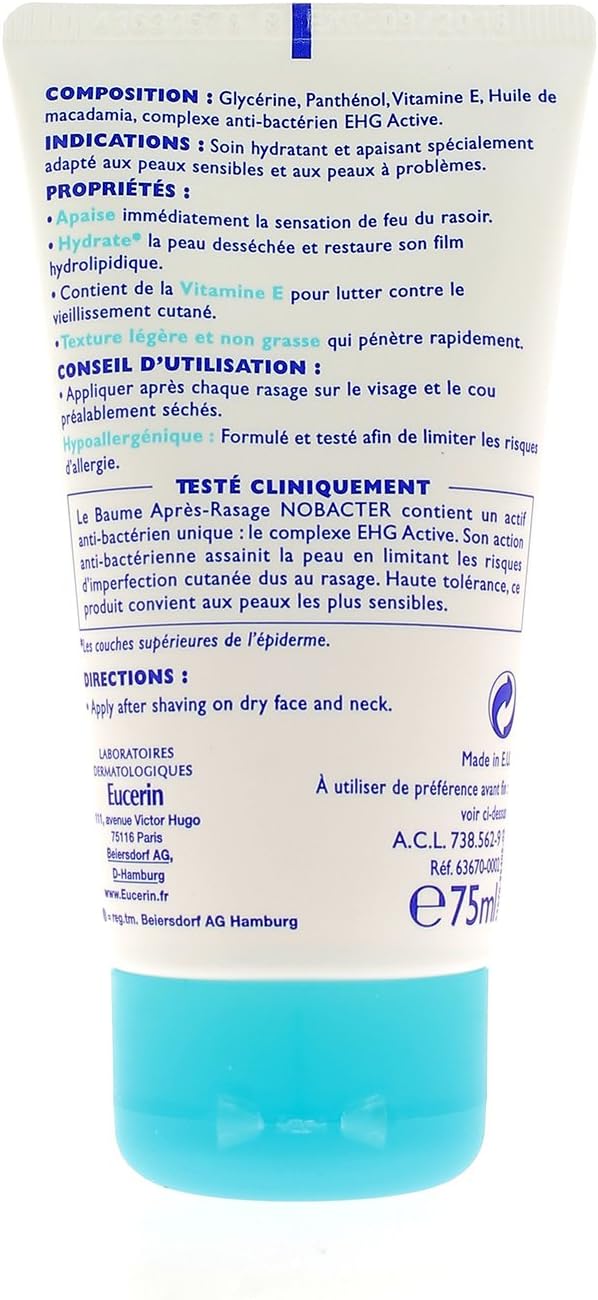 09/2018
COMPOSITION : Glycérine, Panthénol, Vitamine E, Huile de
macadamia, complexe anti-bactérien EHG Active.
INDICATIONS : Soin hydratant et apaisant spécialement
adapté aux peaux sensibles et aux peaux à problèmes.
PROPRIÉTÉS :
• Apaise immédiatement la sensation de feu du rasoir.
• Hydrate* la peau desséchée et restaure son film
hydrolipidique.
• Contient de la Vitamine E pour lutter contre le
vieillissement cutané.
• Texture légère et non grasse qui pénètre rapidement.
CONSEIL D'UTILISATION :
• Appliquer après chaque rasage sur le visage et le cou
préalablement séchés.
Hypoallergénique : Formulé et testé afin de limiter les risques
d'allergie.
TESTÉ CLINIQUEMENT
Le Baume Après-Rasage NOBACTER contient un actif
anti-bactérien unique : le complexe EHG Active. Son action
anti-bactérienne assainit la peau en limitant les risques
d'imperfection cutanée dus au rasage. Haute tolérance, ce
produit convient aux peaux les plus sensibles.
*Les couches supérieures de l'épiderme.
DIRECTIONS :
• Apply after shaving on dry face and neck.
LABORATOIRES
DERMATOLOGIQUES
Eucerin
111, avenue Victor Hugo
75116 Paris
Beiersdorf AG,
D-Hamburg
www.Eucerin.fr
® = reg.tm. Beiersdorf AG Hamburg
Made in E.U
À utiliser de préférence avant fin :
voir ci-dessu
A.C.L. 738.562-9
Réf. 63670-0002
e 75ml